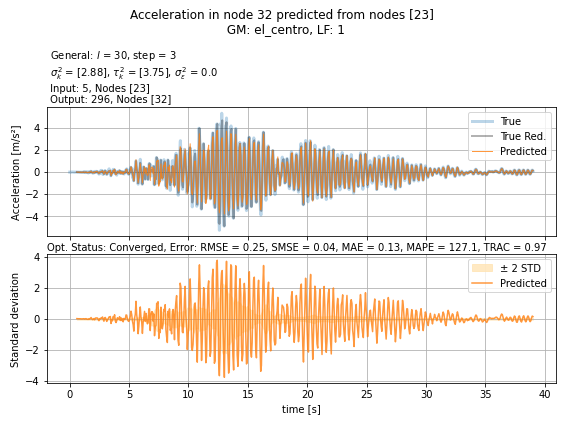 Acceleration in node 32 predicted from nodes [23]
GM: el_centro, LF: 1
General: l = 30, step = 3
σ²ₖ = [2.88], τ²ₖ = [3.75], σ²ε = 0.0
Input: 5, Nodes [23]
Output: 296, Nodes [32]
Acceleration [m/s²]
4
2
0
−2
−4
True
True Red.
Predicted
Opt. Status: Converged, Error: RMSE = 0.25, SMSE = 0.04, MAE = 0.13, MAPE = 127.1, TRAC = 0.97
Standard deviation
4
2
0
−2
−4
± 2 STD
Predicted
0 5 10 15 20 25 30 35 40
time [s]